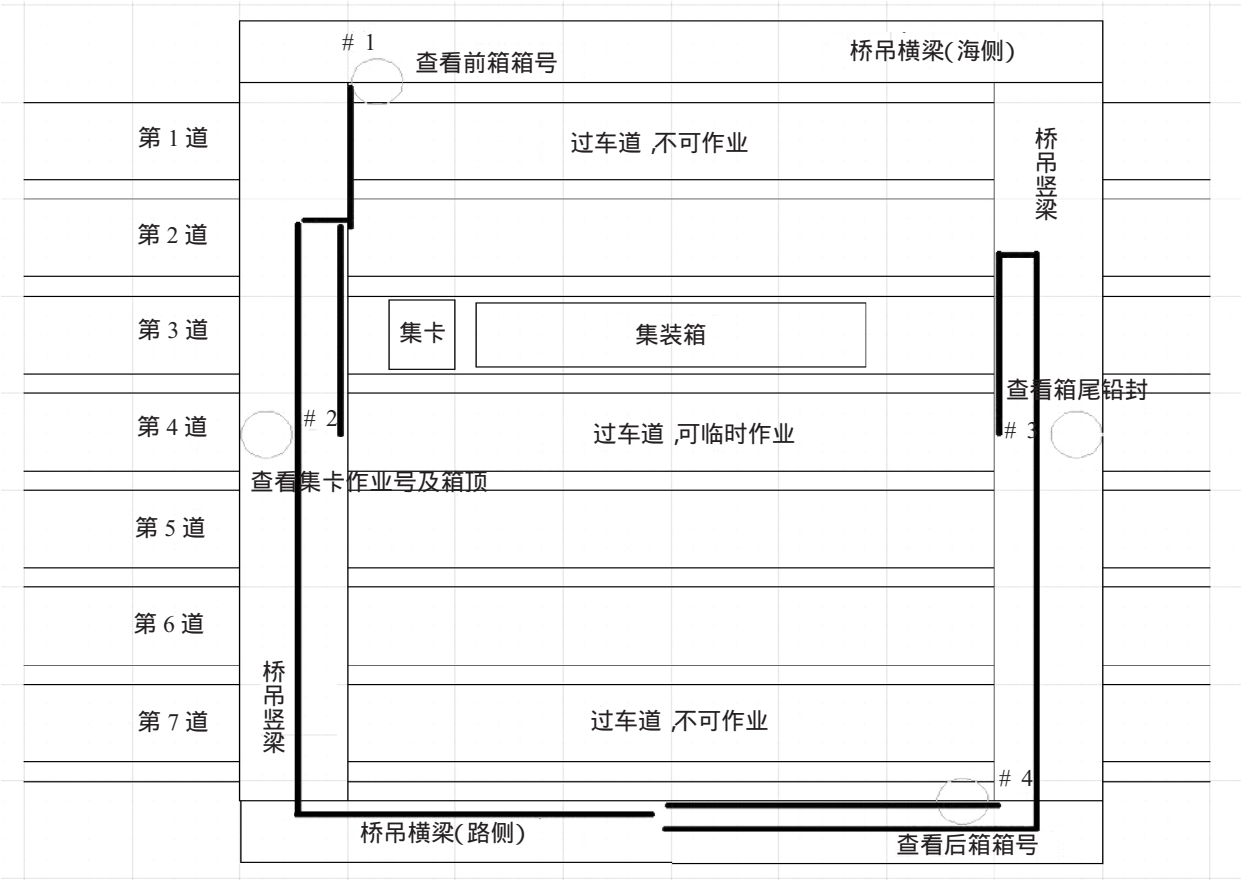 # 1
查看前箱箱号
桥吊横梁(海侧)
第 1 道
过车道,不可作业
桥吊竖梁
第 2 道
第 3 道
集卡
集装箱
查看箱尾铅封
第 4 道
# 2
过车道,可临时作业
# 3
查看集卡作业号及箱顶
第 5 道
第 6 道
桥吊竖梁
第 7 道
过车道,不可作业
# 4
桥吊横梁(路侧)
查看后箱箱号